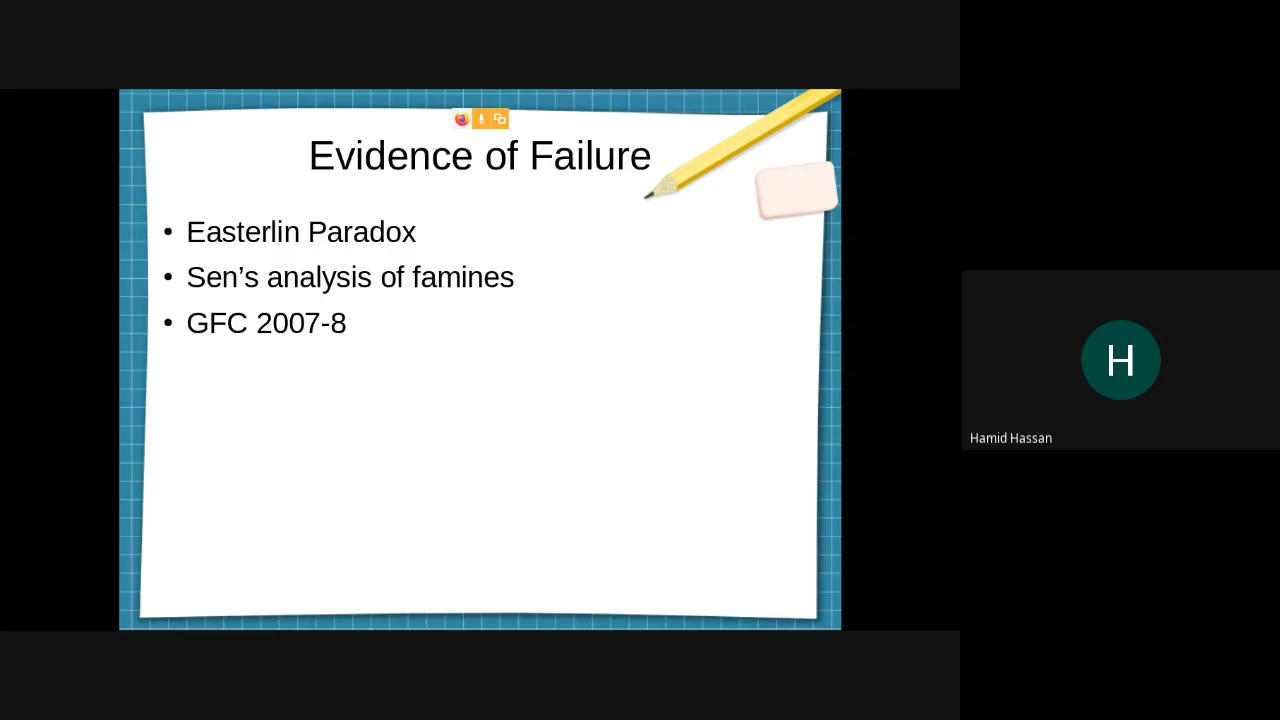 Evidence of Failure
• Easterlin Paradox
• Sen’s analysis of famines
• GFC 2007-8
H
Hamid Hassan